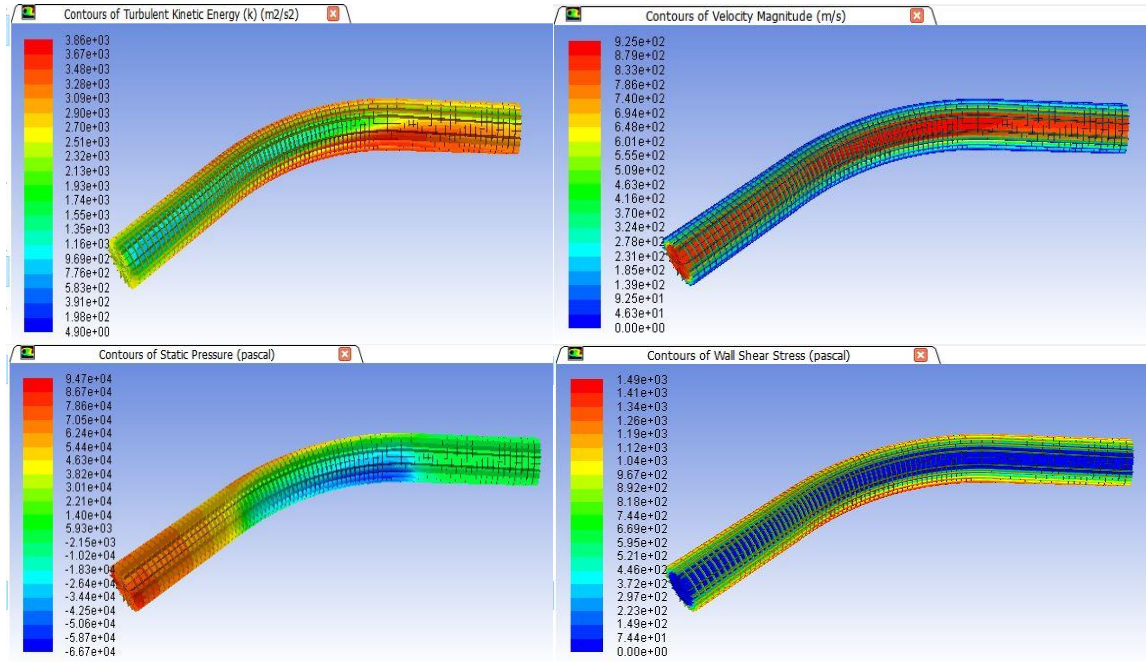 Contours of Turbulent Kinetic Energy (k) (m2/s2)
3.86e+03
3.67e+03
3.48e+03
3.28e+03
3.09e+03
2.90e+03
2.70e+03
2.51e+03
2.32e+03
2.13e+03
1.93e+03
1.74e+03
1.55e+03
1.35e+03
1.16e+03
9.69e+02
7.76e+02
5.83e+02
3.91e+02
1.98e+02
4.90e+00
Contours of Velocity Magnitude (m/s)
9.25e+02
8.79e+02
8.33e+02
7.86e+02
7.40e+02
6.94e+02
6.48e+02
6.01e+02
5.55e+02
5.09e+02
4.63e+02
4.16e+02
3.70e+02
3.24e+02
2.78e+02
2.31e+02
1.85e+02
1.39e+02
9.25e+01
4.63e+01
0.00e+00
Contours of Static Pressure (pascal)
9.47e+04
8.67e+04
7.86e+04
7.05e+04
6.24e+04
5.44e+04
4.63e+04
3.82e+04
3.01e+04
2.21e+04
1.40e+04
5.93e+03
-2.15e+03
-1.02e+04
-1.83e+04
-2.64e+04
-3.44e+04
-4.25e+04
-5.06e+04
-5.87e+04
-6.67e+04
Contours of Wall Shear Stress (pascal)
1.49e+03
1.41e+03
1.34e+03
1.26e+03
1.19e+03
1.12e+03
1.04e+03
9.67e+02
8.92e+02
8.18e+02
7.44e+02
6.69e+02
5.95e+02
5.21e+02
4.46e+02
3.72e+02
2.97e+02
2.23e+02
1.49e+02
7.44e+01
0.00e+00